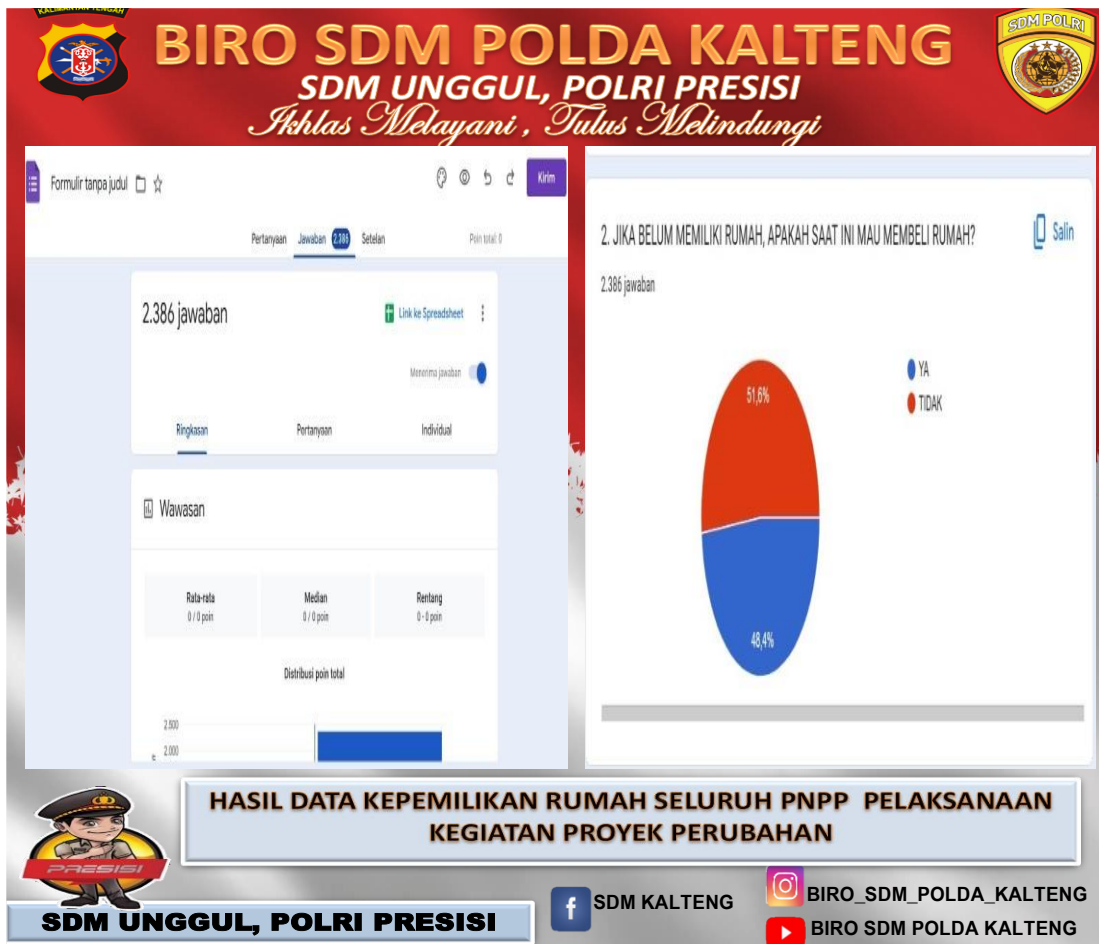 KALIMANTAN TENGAH
BIRO SDM POLDA KALTENG
SDM UNGGUL, POLRI PRESISI
Ikhlas Melayani , Tulus Melindungi
SDM POLRI
Formulir tanpa judul
Kirim
Pertanyaan Jawaban 2.386 Setelan Poin total: 0
2.386 jawaban
Link ke Spreadsheet
Menerima jawaban
Ringkasan Pertanyaan Individual
Wawasan
Rata-rata Median Rentang
0 / 0 poin 0 / 0 poin 0 - 0 poin
Distribusi poin total
2.500
2.000
2. JIKA BELUM MEMILIKI RUMAH, APAKAH SAAT INI MAU MEMBELI RUMAH?
Salin
2.386 jawaban
YA
TIDAK
51,6%
48,4%
HASIL DATA KEPEMILIKAN RUMAH SELURUH PNPP PELAKSANAAN
KEGIATAN PROYEK PERUBAHAN
PRESISI
SDM UNGGUL, POLRI PRESISI
SDM KALTENG
BIRO_SDM_POLDA_KALTENG
BIRO SDM POLDA KALTENG